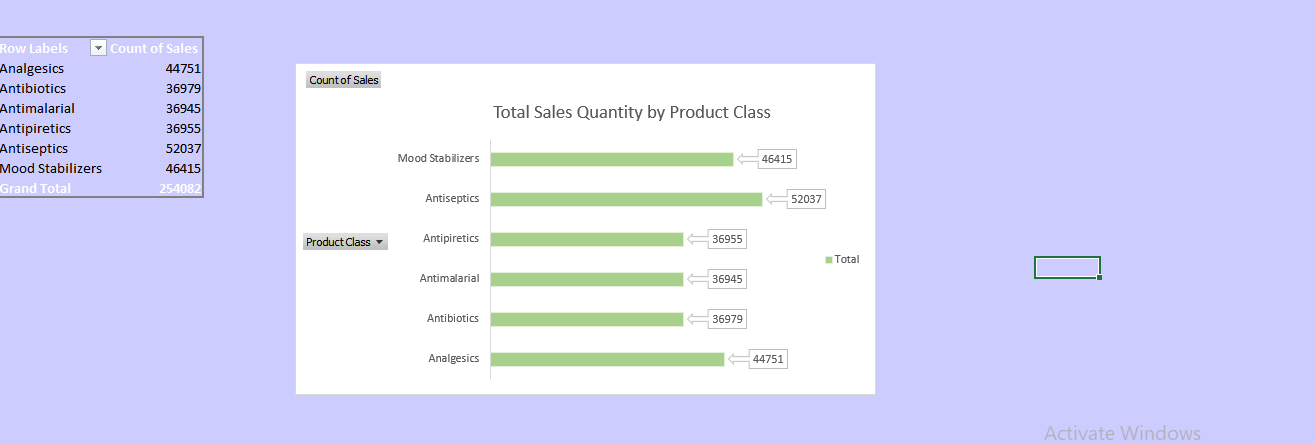 Row Labels Count of Sales
Analgesics 44751
Antibiotics 36979
Antimalarial 36945
Antipiretics 36955
Antiseptics 52037
Mood Stabilizers 46415
Grand Total 254082
Count of Sales
Total Sales Quantity by Product Class
Mood Stabilizers 46415
Antiseptics 52037
Antipiretics 36955
Product Class
Total
Antimalarial 36945
Antibiotics 36979
Analgesics 44751
Activate Windows